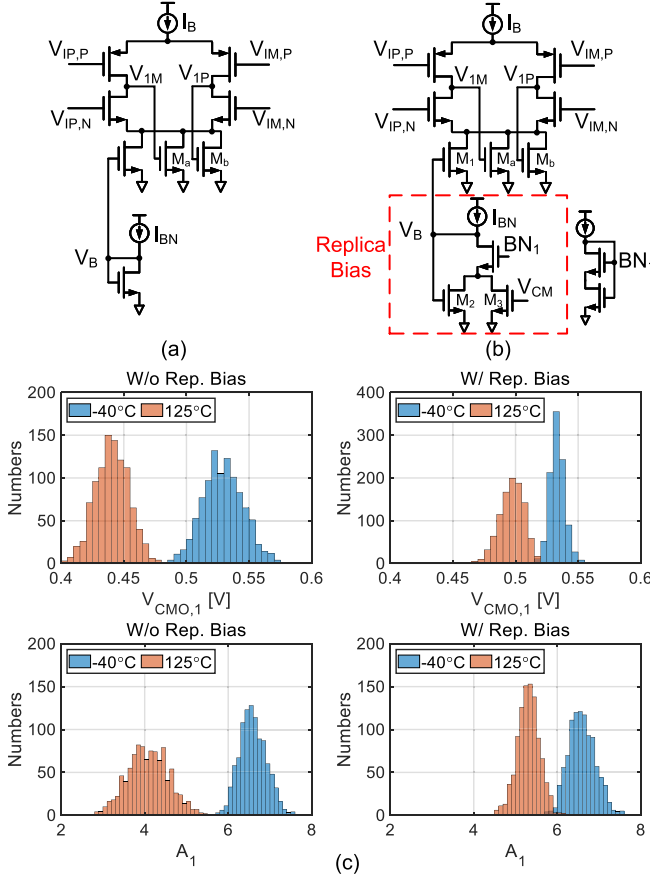 I_B
V_IP,P
V_IM,P
V_1M
V_1P
V_IP,N
V_IM,N
M_a
M_b
I_BN
V_B
(a)
I_B
V_IP,P
V_IM,P
V_1M
V_1P
V_IP,N
V_IM,N
M_1
M_a
M_b
Replica
Bias
I_BN
V_B
BN_1
M_2
M_3
V_CM
(b)
W/o Rep. Bias
-40°C 125°C
Numbers
200
150
100
50
0
0.4 0.45 0.5 0.55 0.6
V_CMO,1 [V]
W/ Rep. Bias
-40°C 125°C
Numbers
400
300
200
100
0
0.4 0.45 0.5 0.55 0.6
V_CMO,1 [V]
W/o Rep. Bias
-40°C 125°C
Numbers
200
150
100
50
0
2 4 6 8
A_1
W/ Rep. Bias
-40°C 125°C
Numbers
200
150
100
50
0
2 4 6 8
A_1
(c)